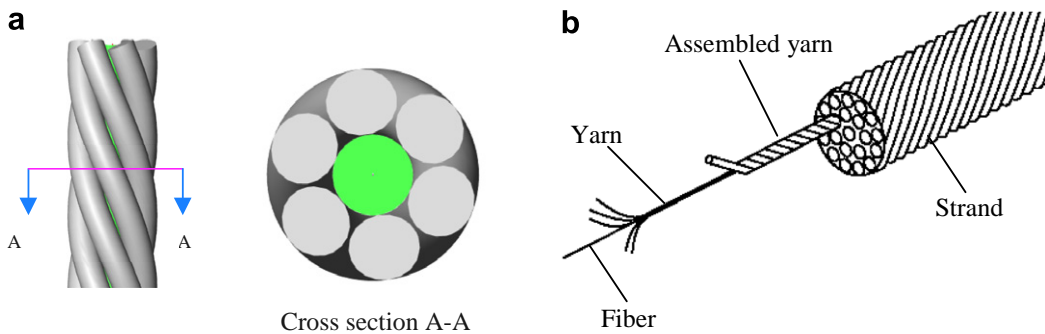 a
A
A
Cross section A-A
b
Assembled yarn
Yarn
Strand
Fiber